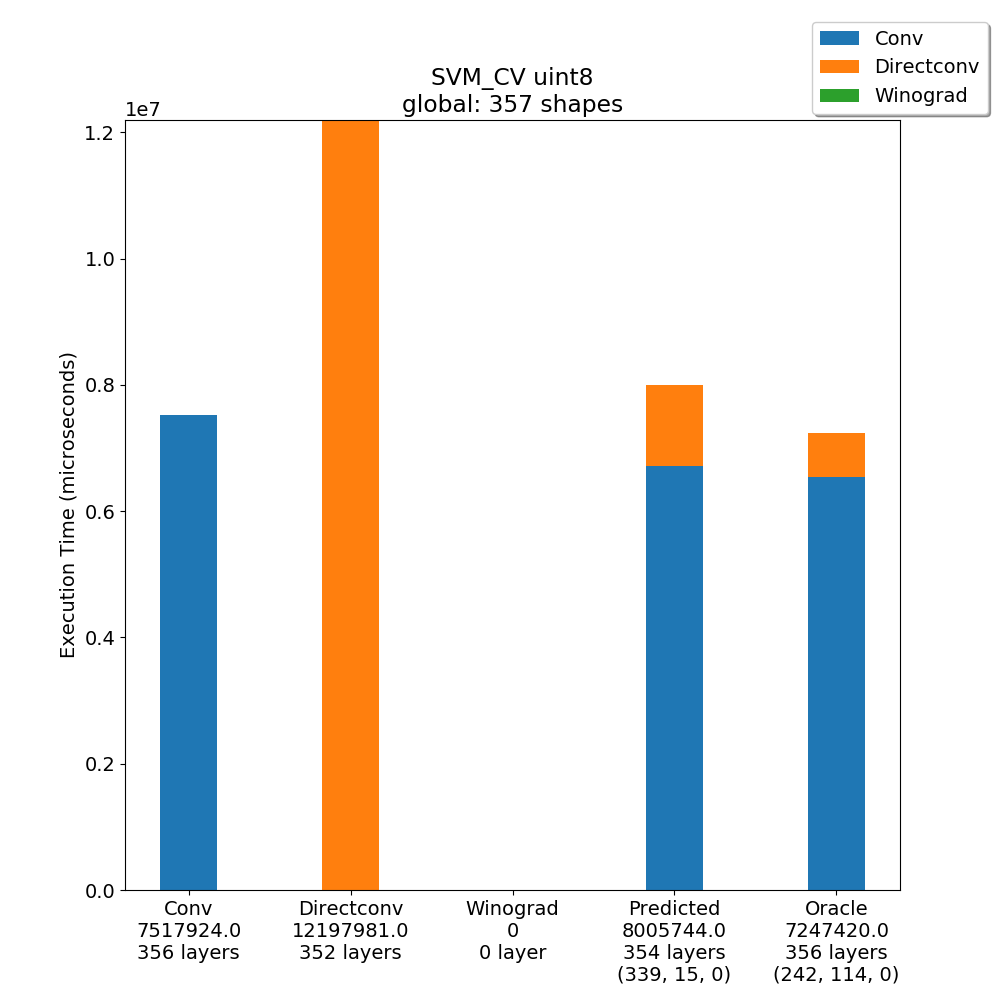 Conv
Directconv
Winograd
SVM_CV uint8
global: 357 shapes
1e7
1.2
1.0
0.8
0.6
0.4
0.2
0.0
Execution Time (microseconds)
Conv
7517924.0
356 layers
Directconv
12197981.0
352 layers
Winograd
0
0 layer
Predicted
8005744.0
354 layers
(339, 15, 0)
Oracle
7247420.0
356 layers
(242, 114, 0)